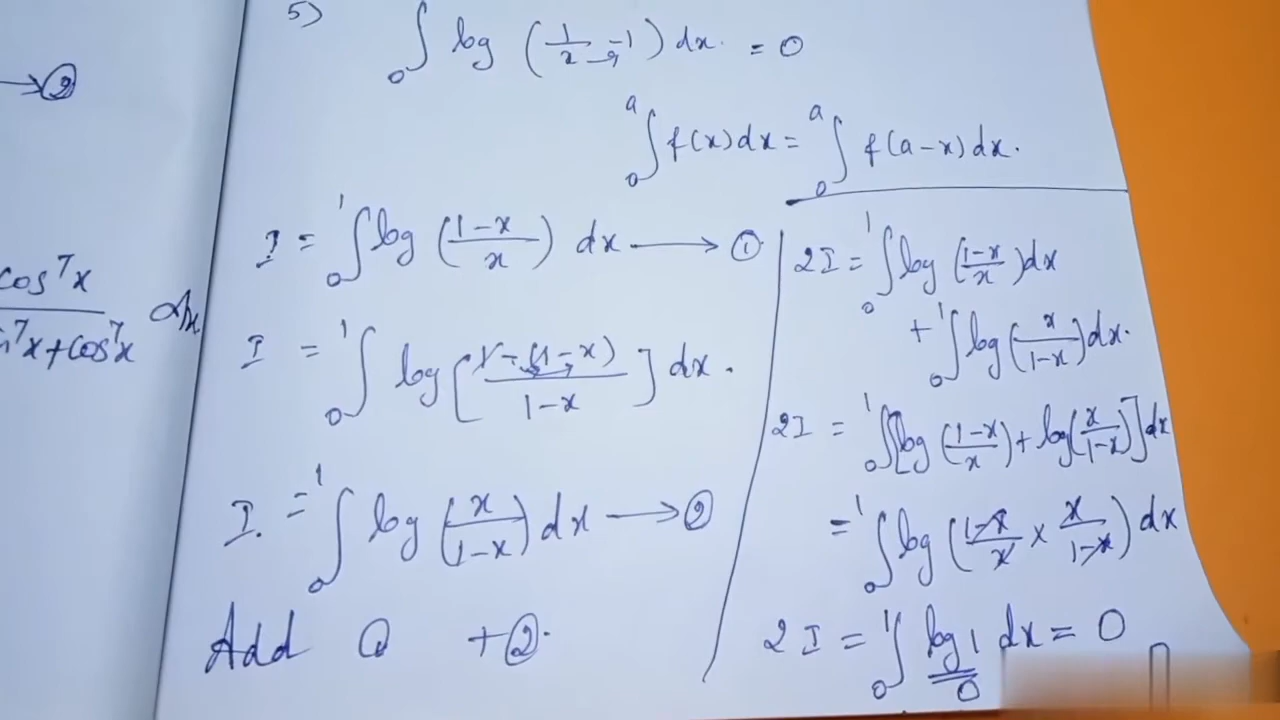 →②
cos⁷x
n⁷x+cos⁷x dx
5) ∫₀ log (1/x -1) dx. = 0
∫₀ᵃ f(x)dx = ∫₀ᵃ f(a-x)dx.
I = ∫₀¹ log ((1-x)/x) dx → ①
I = ∫₀¹ log [(1-(1-x))/(1-x)] dx.
I. = ∫₀¹ log (x/(1-x)) dx → ②
Add ① + ②.
2I = ∫₀¹ log ((1-x)/x) dx
+ ∫₀¹ log (x/(1-x)) dx.
2I = ∫₀¹ [log ((1-x)/x) + log (x/(1-x))] dx
= ∫₀¹ log ((1-x)/x × x/(1-x)) dx
2I = ∫₀¹ log 1 dx = 0
0